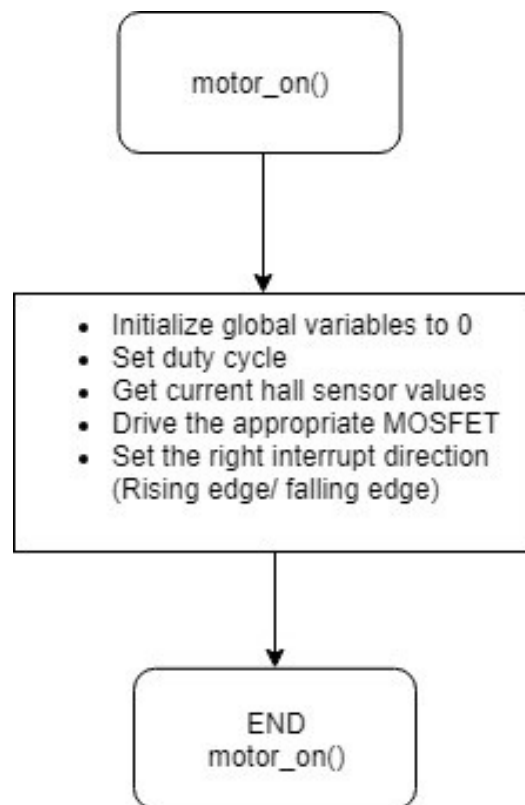 motor_on()
• Initialize global variables to 0
• Set duty cycle
• Get current hall sensor values
• Drive the appropriate MOSFET
• Set the right interrupt direction
(Rising edge/ falling edge)
END
motor_on()